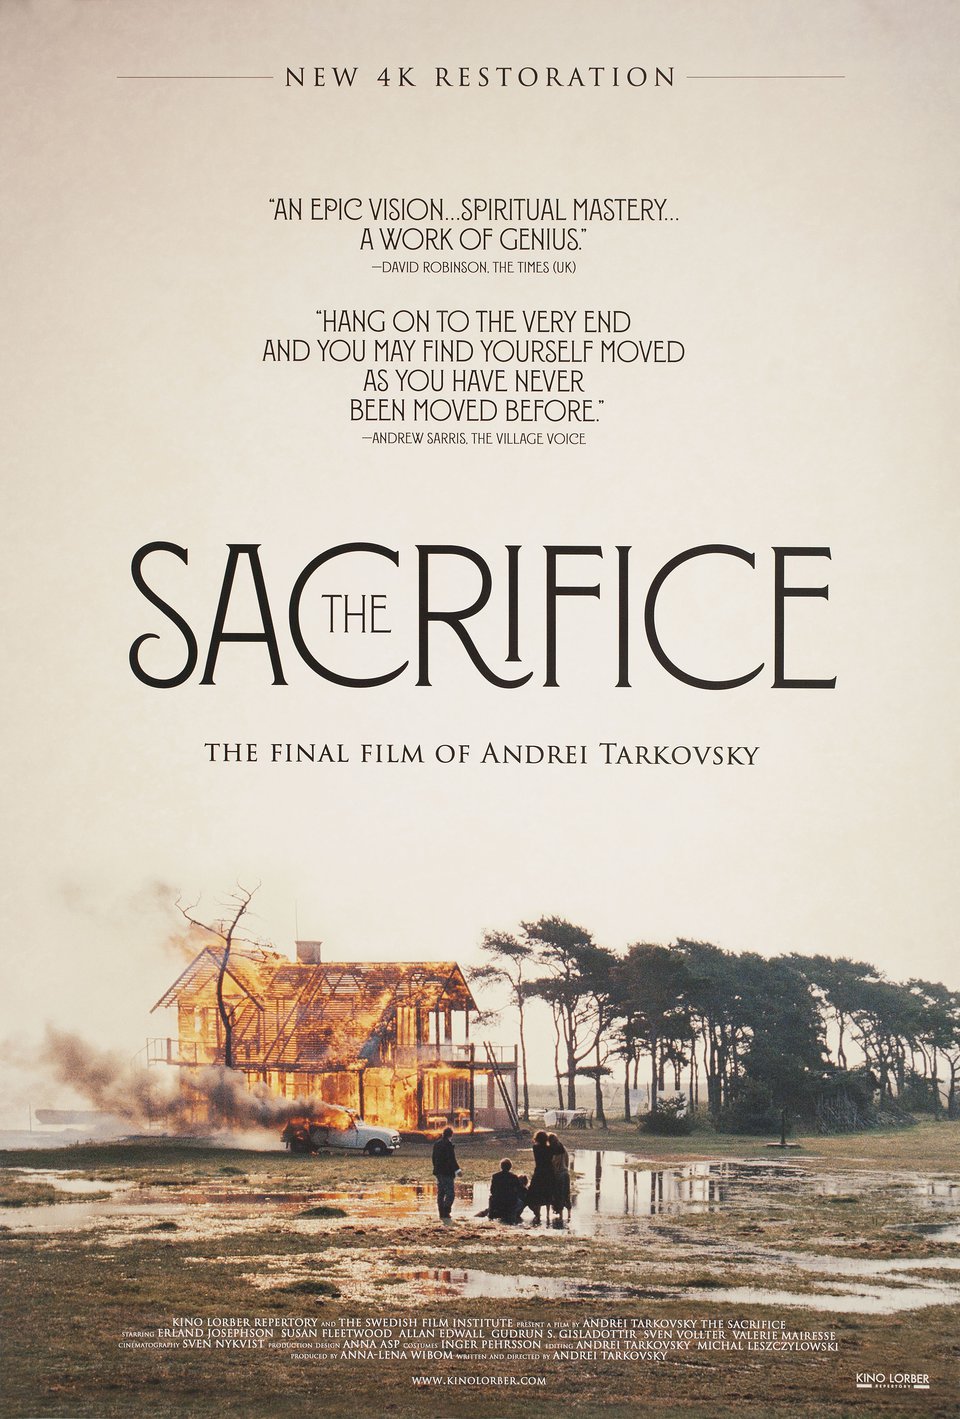 NEW 4K RESTORATION
“AN EPIC VISION...SPIRITUAL MASTERY...
A WORK OF GENIUS.”
—DAVID ROBINSON, THE TIMES (UK)
“HANG ON TO THE VERY END
AND YOU MAY FIND YOURSELF MOVED
AS YOU HAVE NEVER
BEEN MOVED BEFORE.”
—ANDREW SARRIS, THE VILLAGE VOICE
THE
SACRIFICE
THE FINAL FILM OF ANDREI TARKOVSKY
KINO LORBER REPERTORY AND THE SWEDISH FILM INSTITUTE PRESENT A FILM BY ANDREI TARKOVSKY THE SACRIFICE
STARRING ERLAND JOSEPHSON SUSAN FLEETWOOD ALLAN EDWALL GUDRUN S. GISLADOTTIR SVEN VOLLTER VALERIE MAIRESSE
CINEMATOGRAPHY SVEN NYKVIST PRODUCTION DESIGN ANNA ASP COSTUMES INGER PEHRSSON EDITING ANDREI TARKOVSKY MICHAL LESZCZYLOWSKI
PRODUCED BY ANNA-LENA WIBOM WRITTEN AND DIRECTED BY ANDREI TARKOVSKY
WWW.KINOLORBER.COM
KINO LORBER
REPERTORY